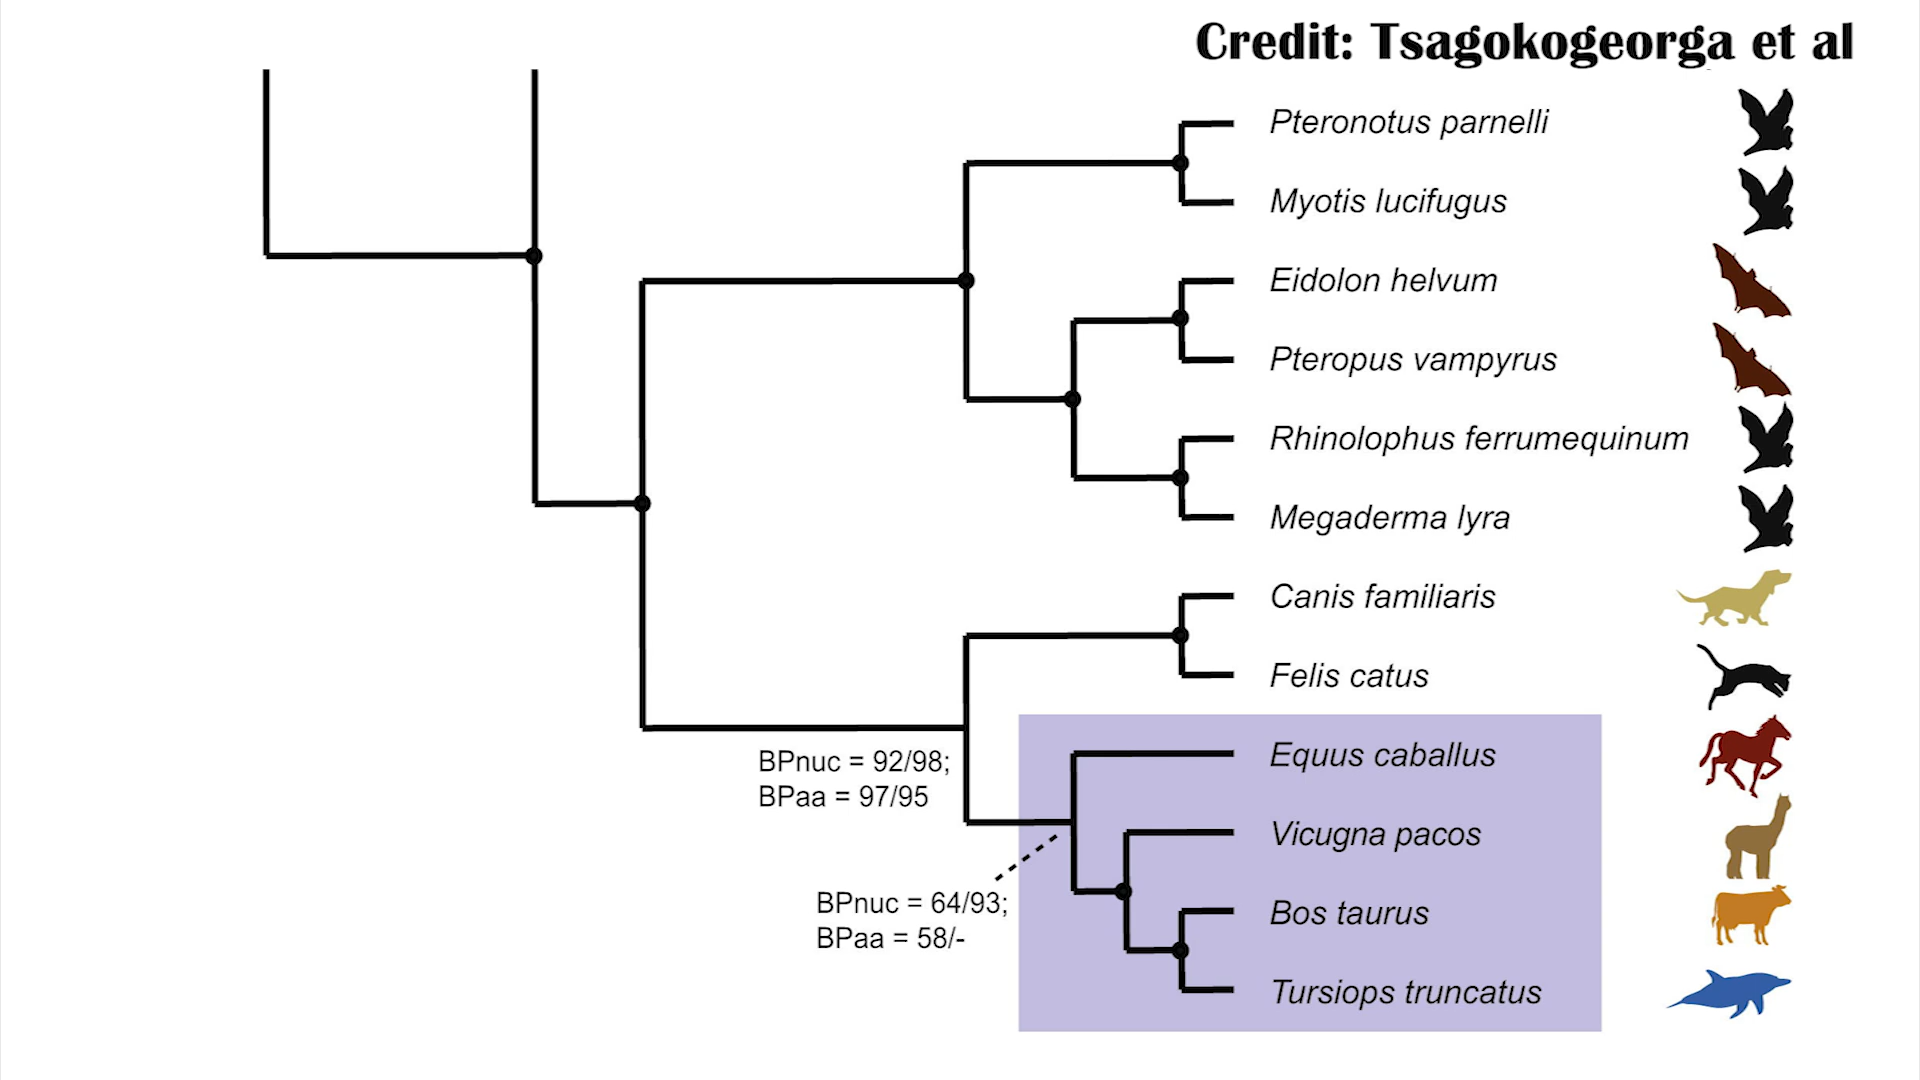 Credit: Tsagokogeorga et al
Pteronotus parnelli
Myotis lucifugus
Eidolon helvum
Pteropus vampyrus
Rhinolophus ferrumequinum
Megaderma lyra
Canis familiaris
Felis catus
Equus caballus
BPnuc = 92/98;
BPaa = 97/95
Vicugna pacos
BPnuc = 64/93;
BPaa = 58/-
Bos taurus
Tursiops truncatus